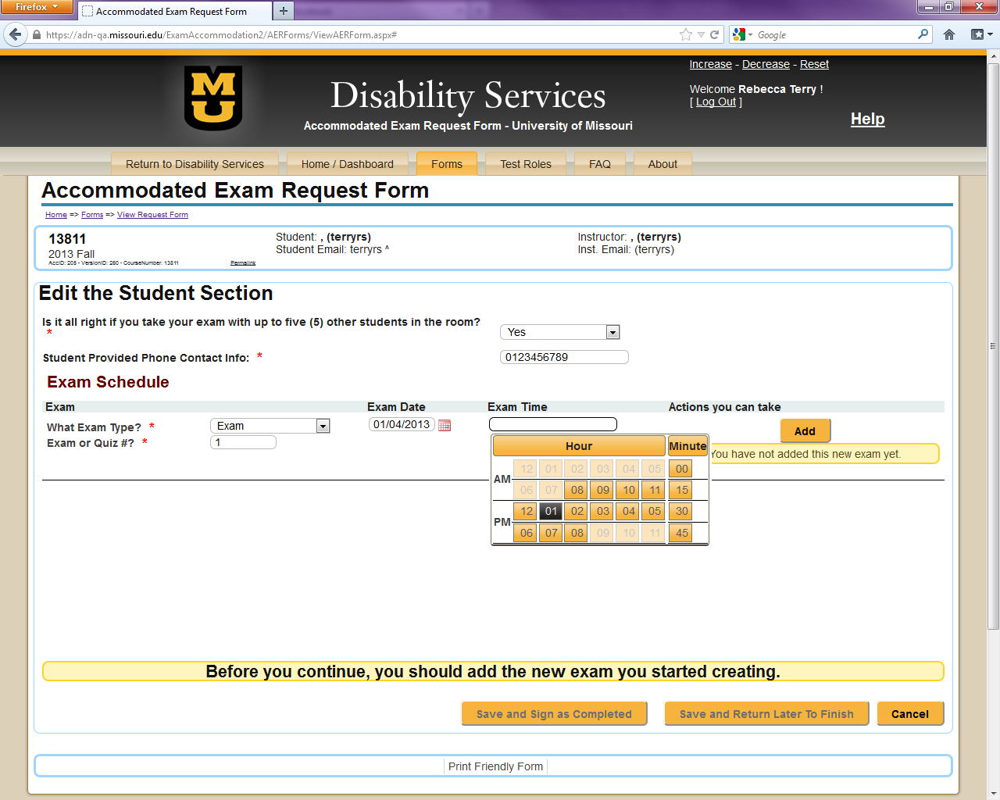 Firefox
Accommodated Exam Request Form
https://adn-qa.missouri.edu/ExamAccommodation2/AERForms/ViewAERForm.aspx#
Google
MU
Disability Services
Accommodated Exam Request Form - University of Missouri
Increase - Decrease - Reset
Welcome Rebecca Terry !
[ Log Out ]
Help
Return to Disability Services
Home / Dashboard
Forms
Test Roles
FAQ
About
Accommodated Exam Request Form
Home => Forms => View Request Form
13811
2013 Fall
AccID: 205 - VersionID: 260 - CourseNumber: 13811
Permalink
Student: , (terryrs)
Student Email: terryrs ^
Instructor: , (terryrs)
Inst. Email: (terryrs)
Edit the Student Section
Is it all right if you take your exam with up to five (5) other students in the room?
*
Yes
Student Provided Phone Contact Info: *
0123456789
Exam Schedule
Exam Exam Date Exam Time Actions you can take
What Exam Type? * Exam 01/04/2013
Add
Exam or Quiz #? * 1
You have not added this new exam yet.
Hour Minute
AM
12 01 02 03 04 05 00
06 07 08 09 10 11 15
PM
12 01 02 03 04 05 30
06 07 08 09 10 11 45
Before you continue, you should add the new exam you started creating.
Save and Sign as Completed
Save and Return Later To Finish
Cancel
Print Friendly Form